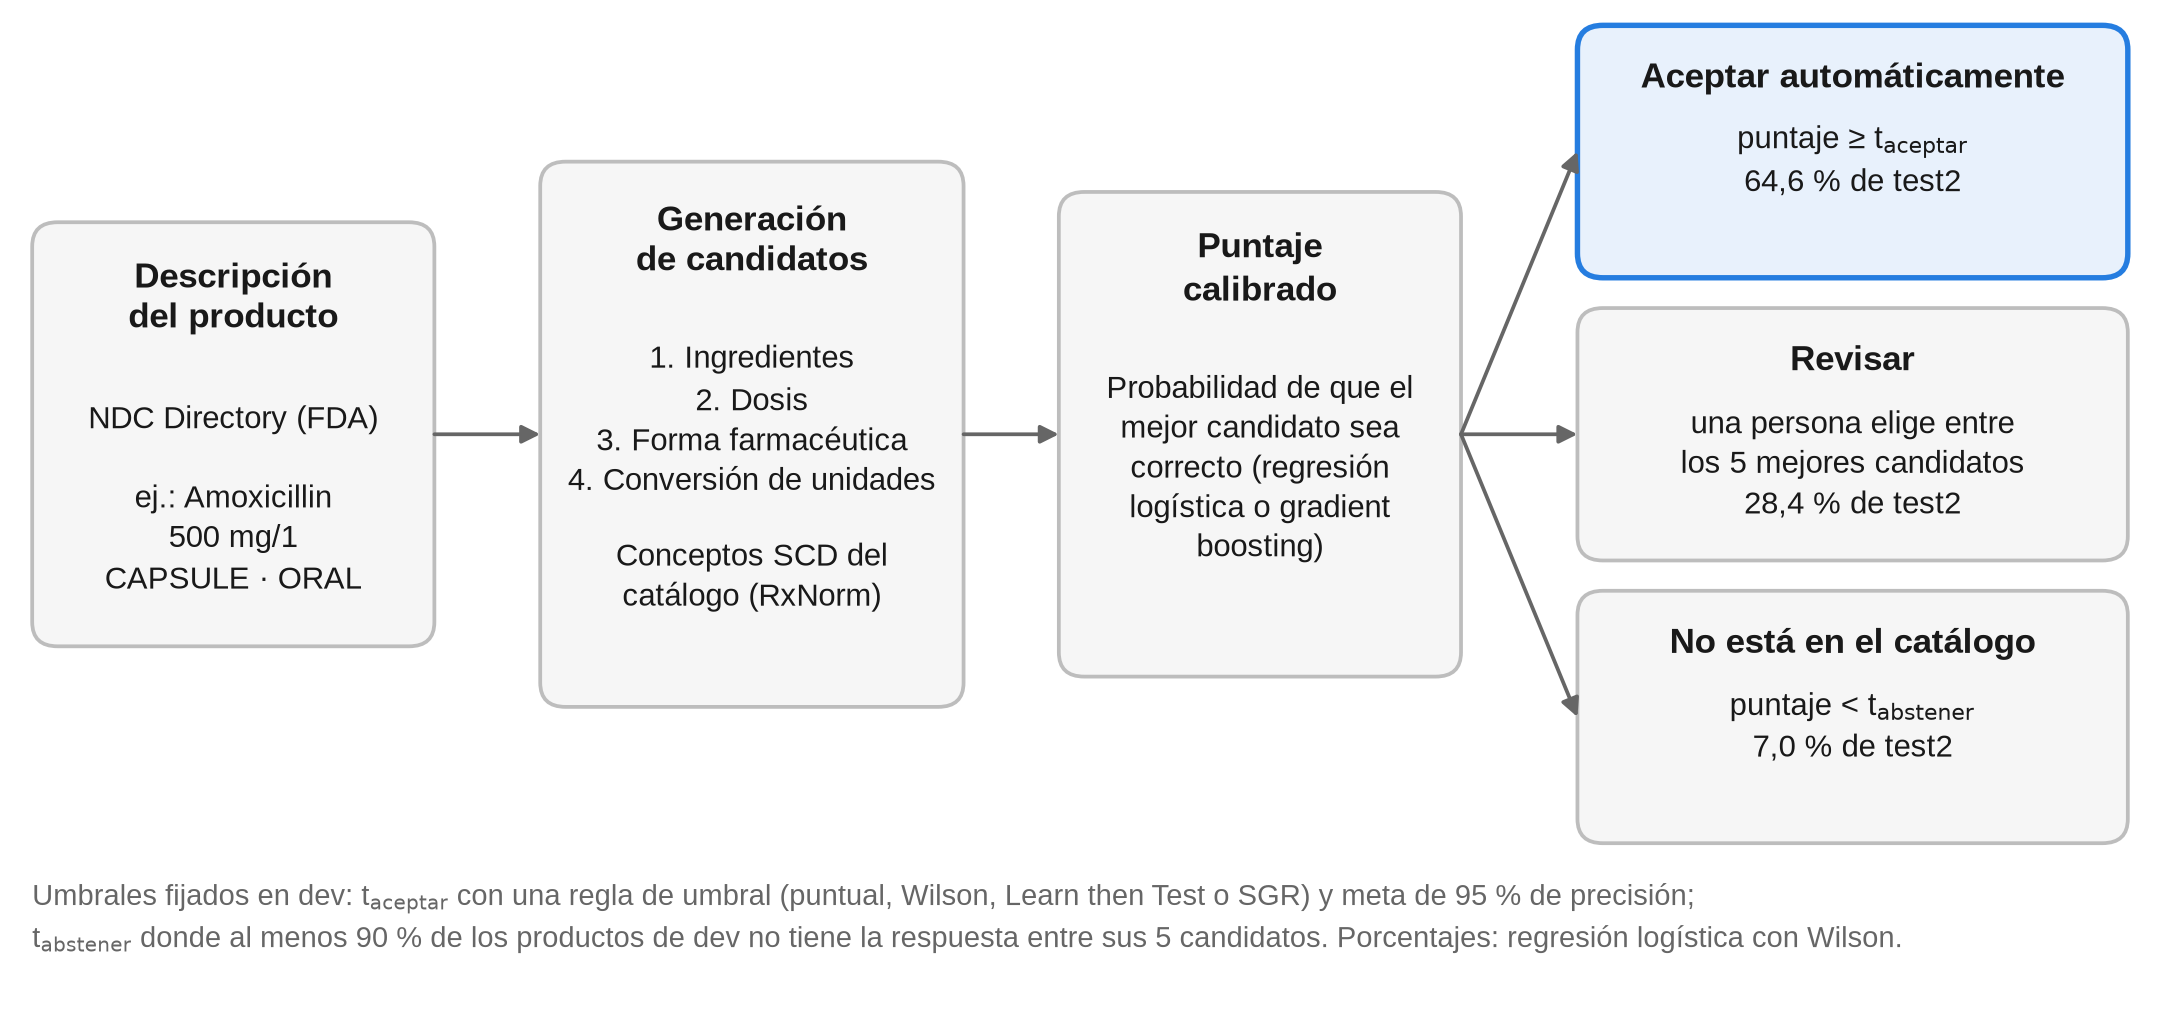 Descripción
del producto
NDC Directory (FDA)
ej.: Amoxicillin
500 mg/1
CAPSULE · ORAL
Generación
de candidatos
1. Ingredientes
2. Dosis
3. Forma farmacéutica
4. Conversión de unidades
Conceptos SCD del
catálogo (RxNorm)
Puntaje
calibrado
Probabilidad de que el
mejor candidato sea
correcto (regresión
logística o gradient
boosting)
Aceptar automáticamente
puntaje ≥ taceptar
64,6 % de test2
Revisar
una persona elige entre
los 5 mejores candidatos
28,4 % de test2
No está en el catálogo
puntaje < tabstener
7,0 % de test2
Umbrales fijados en dev: taceptar con una regla de umbral (puntual, Wilson, Learn then Test o SGR) y meta de 95 % de precisión;
tabstener donde al menos 90 % de los productos de dev no tiene la respuesta entre sus 5 candidatos. Porcentajes: regresión logística con Wilson.